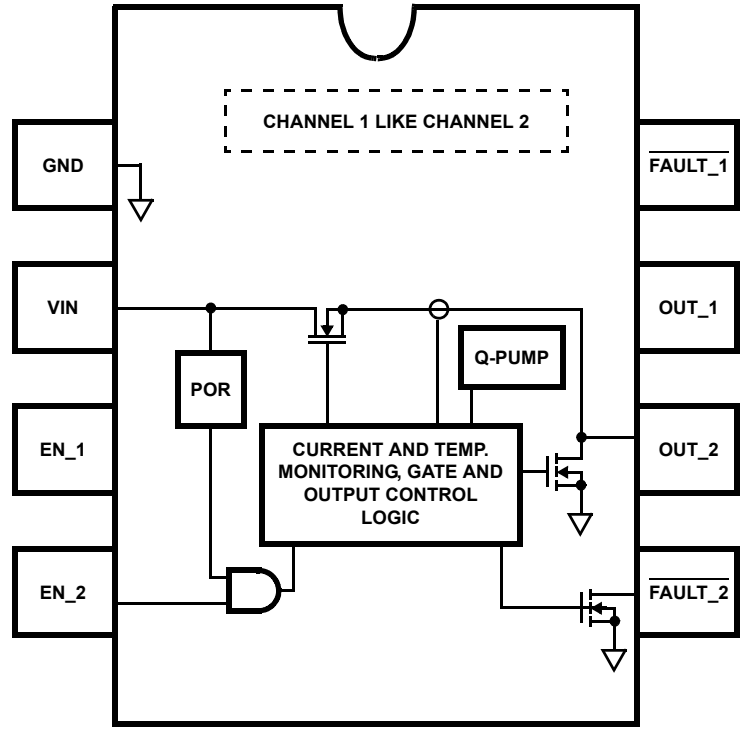 CHANNEL 1 LIKE CHANNEL 2
GND
FAULT_1
VIN
OUT_1
Q-PUMP
POR
EN_1
CURRENT AND TEMP.
MONITORING, GATE AND
OUTPUT CONTROL
LOGIC
OUT_2
EN_2
FAULT_2